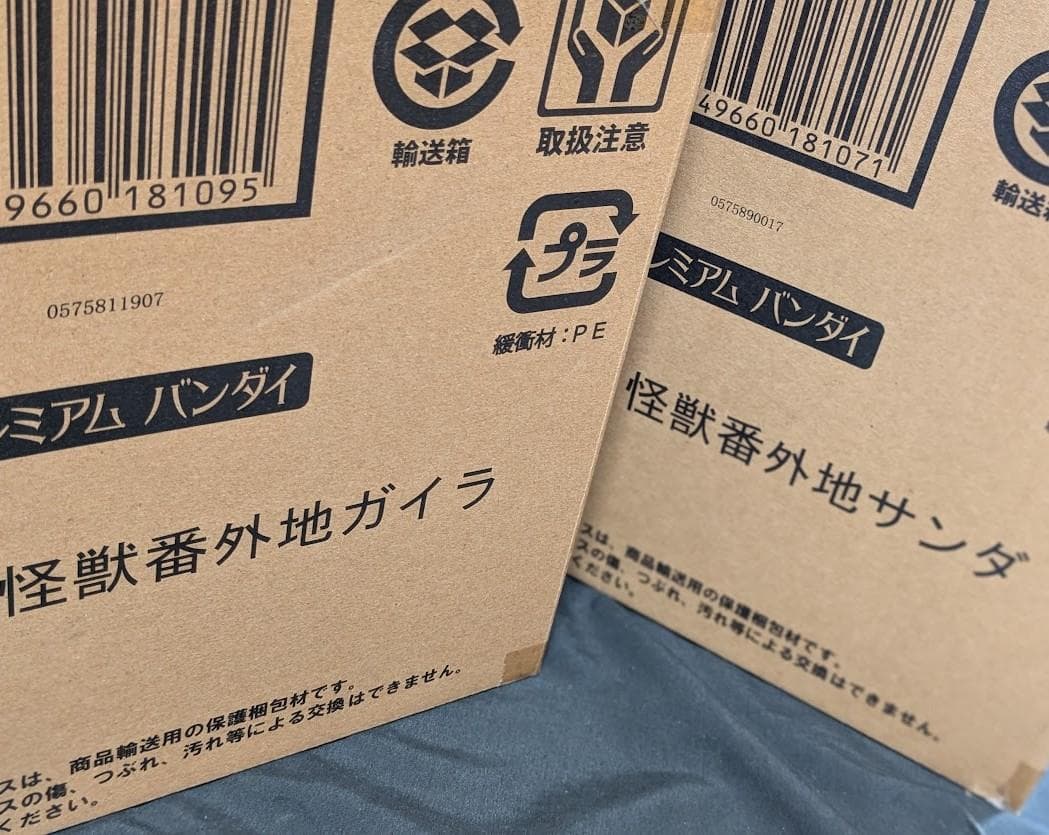 9660 181095
輸送箱
取扱注意
0575811907
プラ
緩衝材：PE
レミアム バンダイ
怪獣番外地ガイラ
スは、商品輸送用の保護梱包材です。
スの傷、つぶれ、汚れ等による交換はできません。
ください。
49660 181071
輸送
0575890017
レミアム バンダイ
怪獣番外地サンダ
スは、商品輸送用の保護梱包材です。
スの傷、つぶれ、汚れ等による交換はできません。
ください。